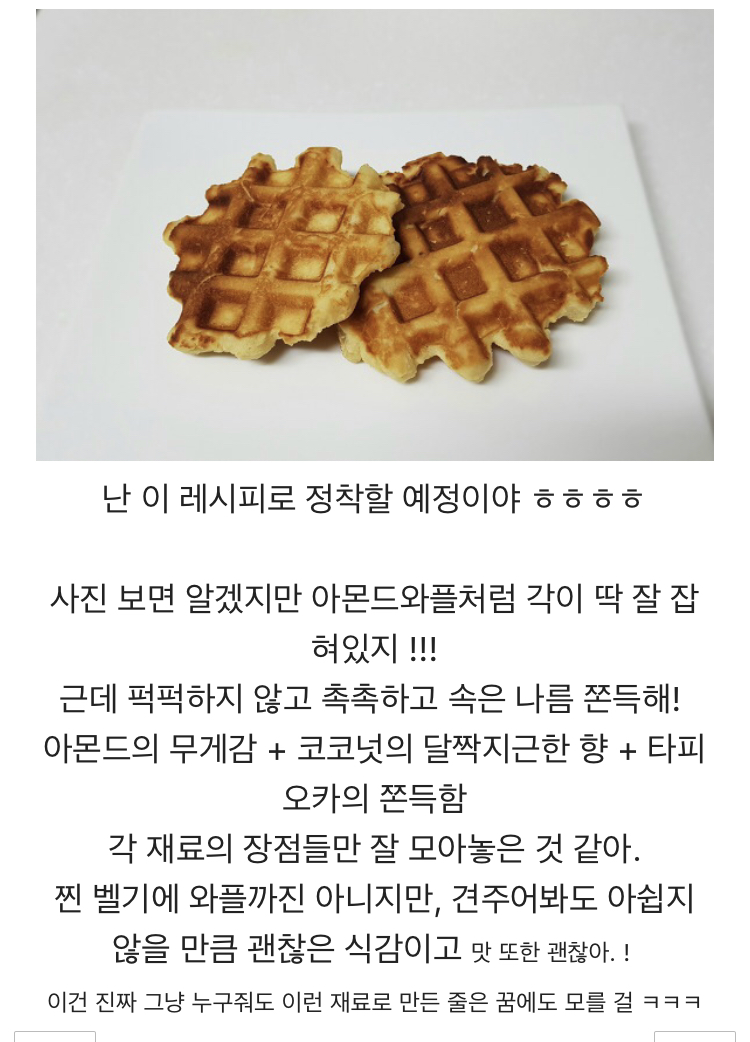 난 이 레시피로 정착할 예정이야 ㅎㅎㅎㅎ
사진 보면 알겠지만 아몬드와플처럼 각이 딱 잘 잡
혀있지 !!!
근데 퍽퍽하지 않고 촉촉하고 속은 나름 쫀득해!
아몬드의 무게감 + 코코넛의 달짝지근한 향 + 타피
오카의 쫀득함
각 재료의 장점들만 잘 모아놓은 것 같아.
찐 벨기에 와플까진 아니지만, 견주어봐도 아쉽지
않을 만큼 괜찮은 식감이고 맛 또한 괜찮아. !
이건 진짜 그냥 누구줘도 이런 재료로 만든 줄은 꿈에도 모를 걸 ㅋㅋㅋ